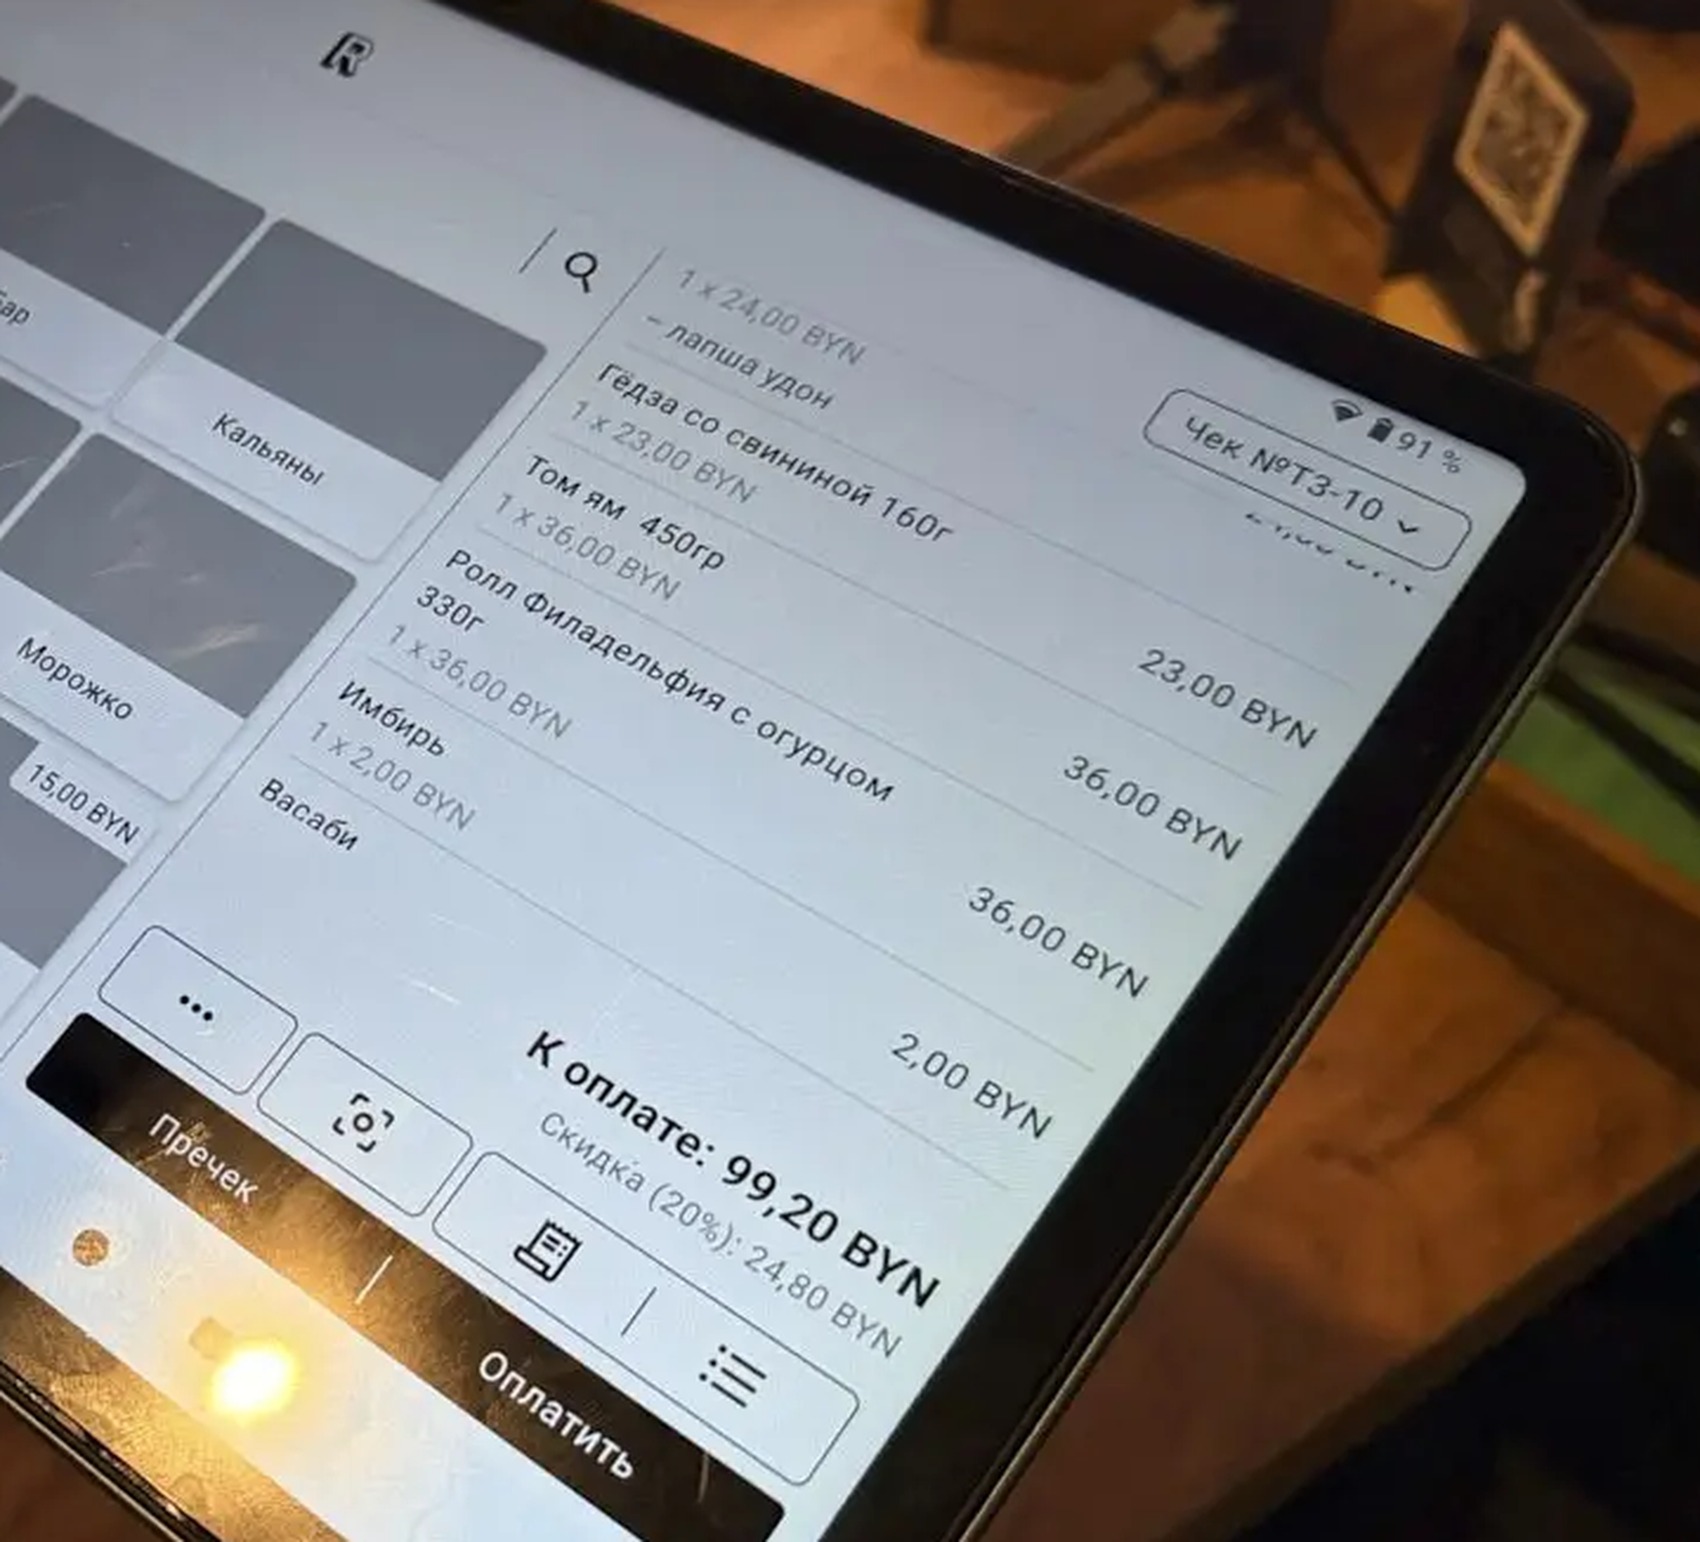 R
бар
Кальяны
Морожко
15,00 BYN
91 %
Чек №ТЗ-10
1 x 24,00 BYN
– лапша удон
Гёдза со свининой 160г
1 x 23,00 BYN
23,00 BYN
Том ям 450гр
1 x 36,00 BYN
36,00 BYN
Ролл Филадельфия с огурцом
330г
1 x 36,00 BYN
36,00 BYN
Имбирь
1 x 2,00 BYN
2,00 BYN
Васаби
К оплате: 99,20 BYN
Скидка (20%): 24,80 BYN
Пречек
Оплатить